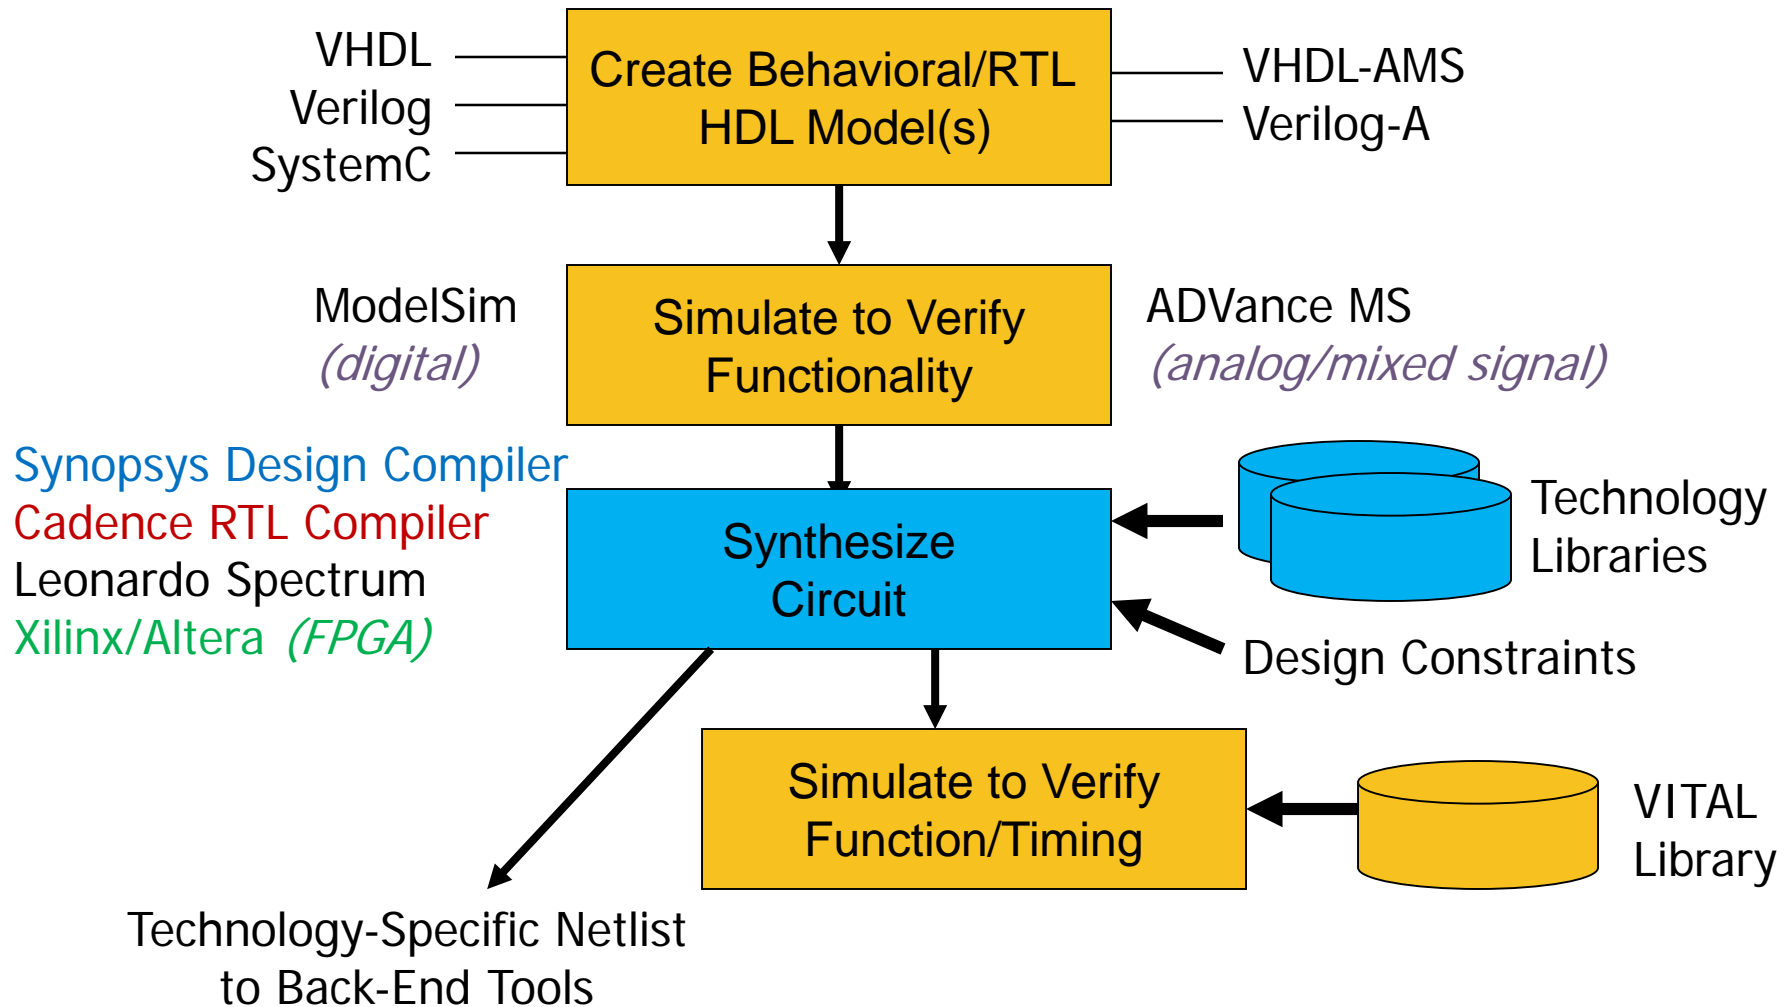 VHDL
Verilog
SystemC
Create Behavioral/RTL
HDL Model(s)
VHDL-AMS
Verilog-A
ModelSim
(digital)
Simulate to Verify
Functionality
ADVance MS
(analog/mixed signal)
Synopsys Design Compiler
Cadence RTL Compiler
Leonardo Spectrum
Xilinx/Altera (FPGA)
Synthesize
Circuit
Technology
Libraries
Design Constraints
Simulate to Verify
Function/Timing
VITAL
Library
Technology-Specific Netlist
to Back-End Tools